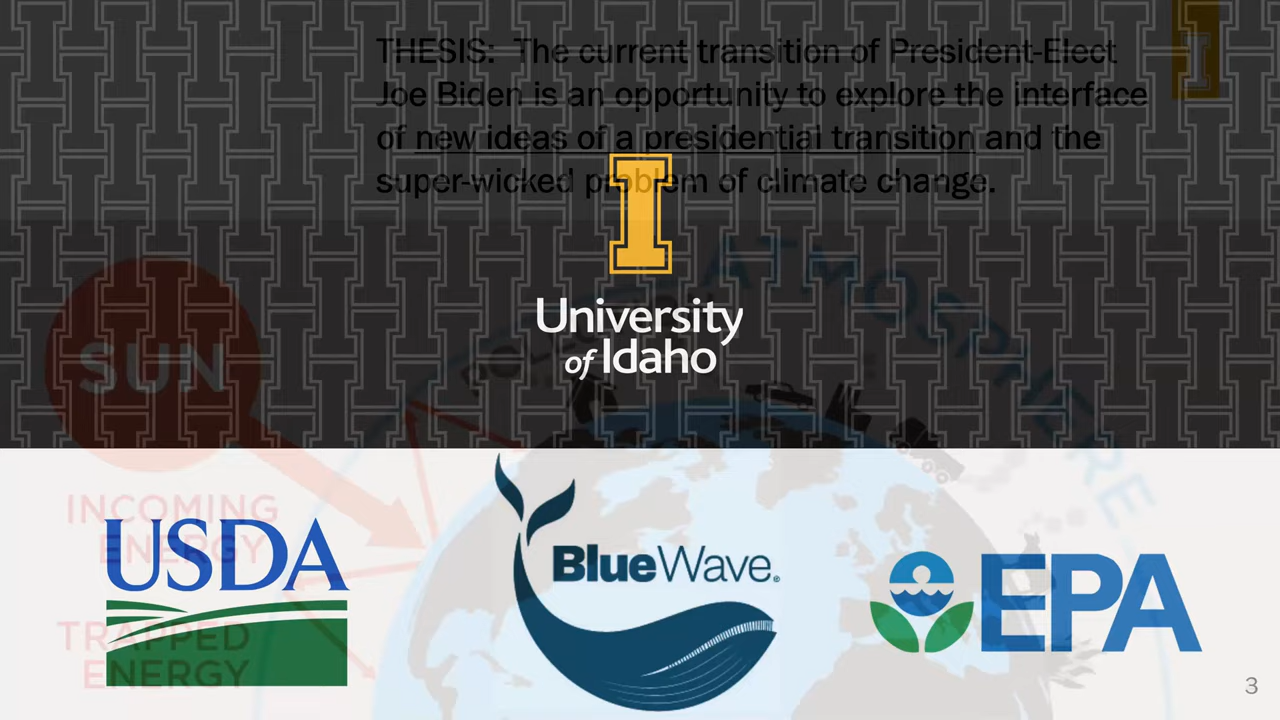 THESIS: The current transition of President-Elect
Joe Biden is an opportunity to explore the interface
of new ideas of a presidential transition and the
super-wicked problem of climate change.
I
I
University
of Idaho
ATMOSPHERE
SUN
INCOMING
ENERGY
TRAPPED
ENERGY
USDA
BlueWave®
EPA
3